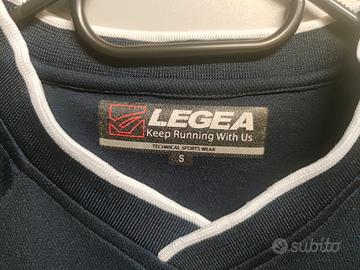 LEGEA
Keep Running With Us
TECHNICAL SPORTS WEAR
S
subito